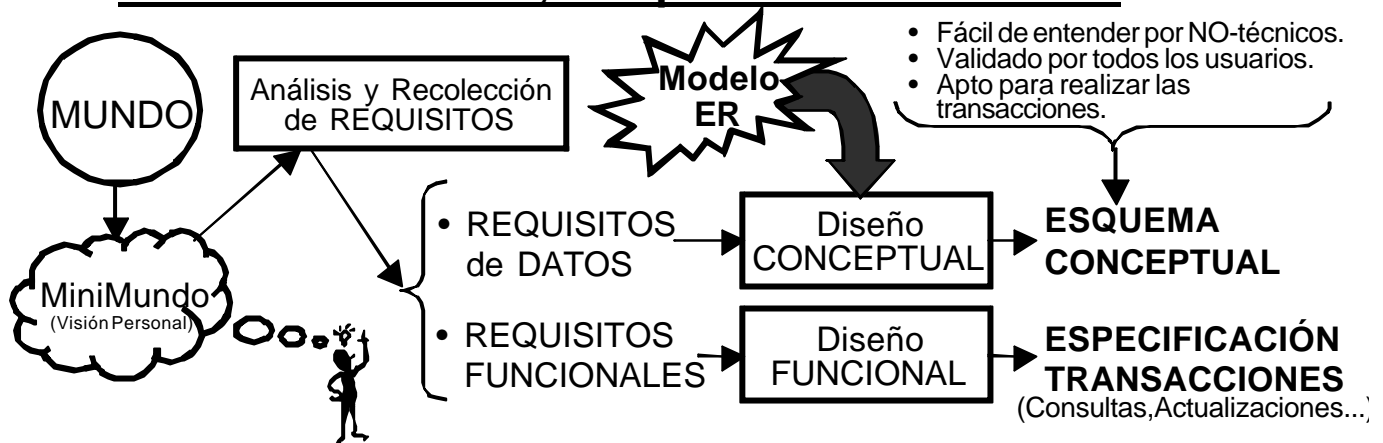 MUNDO
Análisis y Recolección
de REQUISITOS
Modelo
ER
• Fácil de entender por NO-técnicos.
• Validado por todos los usuarios.
• Apto para realizar las
transacciones.
MiniMundo
(Visión Personal)
• REQUISITOS
de DATOS
Diseño
CONCEPTUAL
ESQUEMA
CONCEPTUAL
• REQUISITOS
FUNCIONALES
Diseño
FUNCIONAL
ESPECIFICACIÓN
TRANSACCIONES
(Consultas,Actualizaciones...)